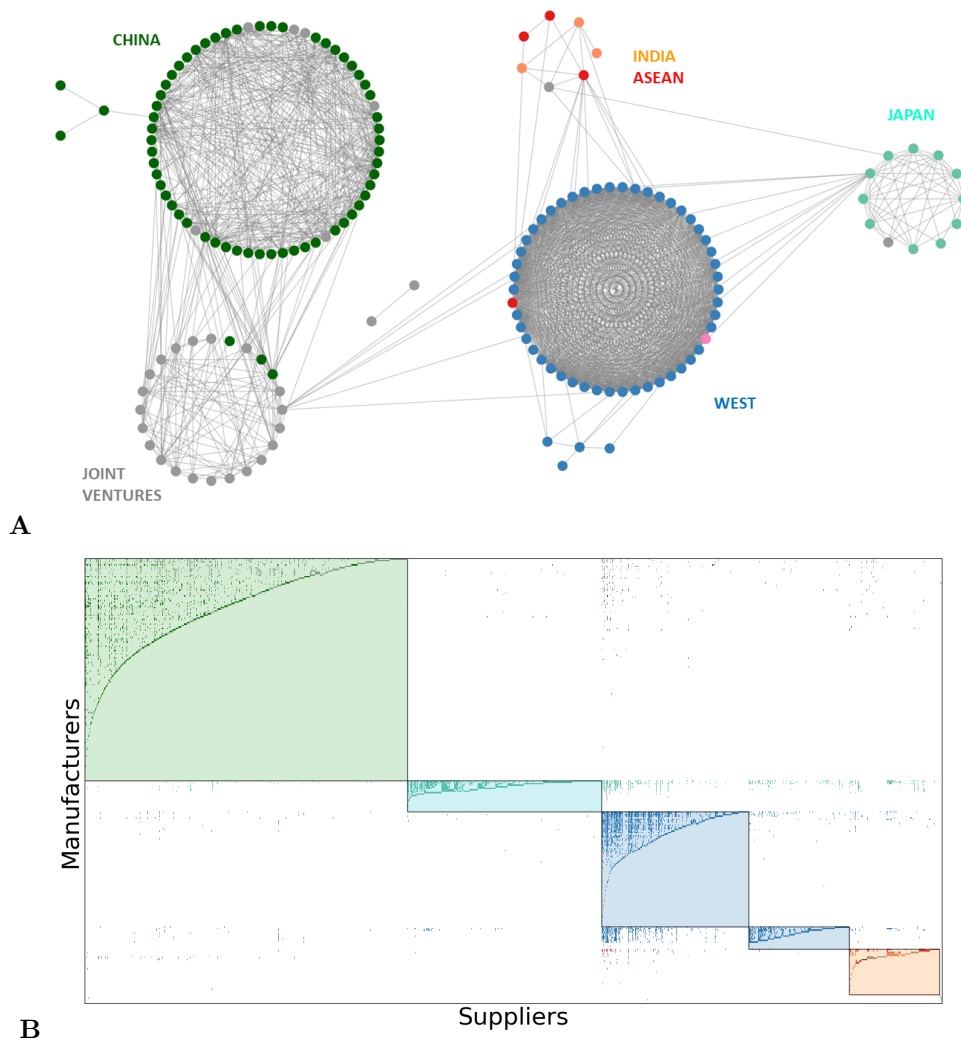 CHINA
INDIA
ASEAN
JAPAN
WEST
JOINT
VENTURES
A
Manufacturers
Suppliers
B